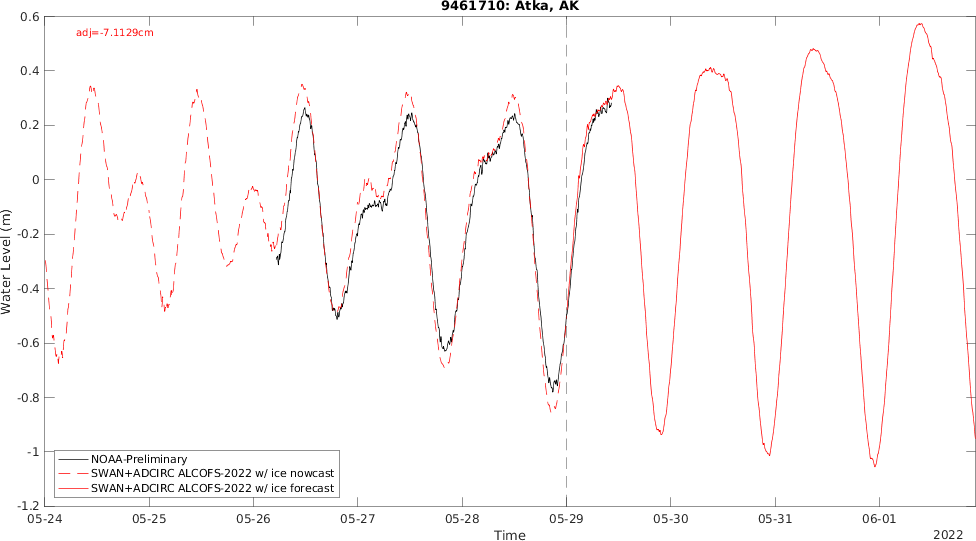 9461710: Atka, AK
adj=-7.1129cm
0.6
0.4
0.2
0
-0.2
-0.4
-0.6
-0.8
-1
-1.2
Water Level (m)
NOAA-Preliminary
SWAN+ADCIRC ALCOFS-2022 w/ ice nowcast
SWAN+ADCIRC ALCOFS-2022 w/ ice forecast
05-24 05-25 05-26 05-27 05-28 05-29 05-30 05-31 06-01
Time
2022